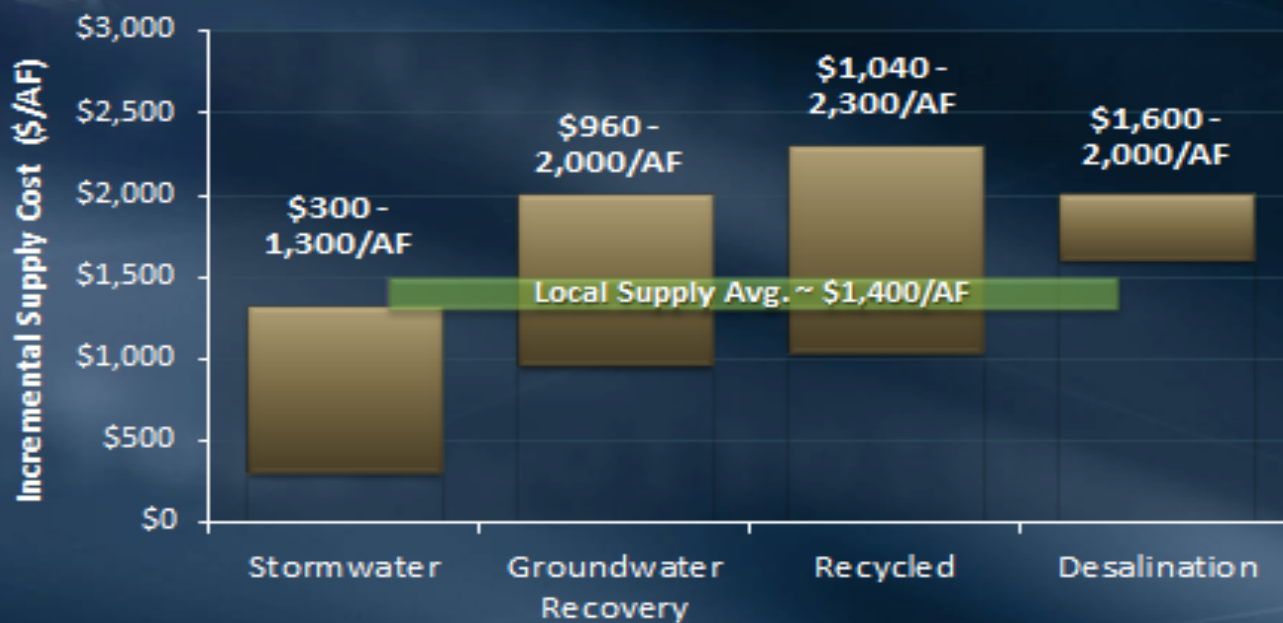 Incremental Supply Cost ($/AF)
$3,000
$2,500
$2,000
$1,500
$1,000
$500
$0
$300 -
1,300/AF
$960 -
2,000/AF
$1,040 -
2,300/AF
$1,600 -
2,000/AF
Local Supply Avg. ~ $1,400/AF
Stormwater
Groundwater
Recovery
Recycled
Desalination